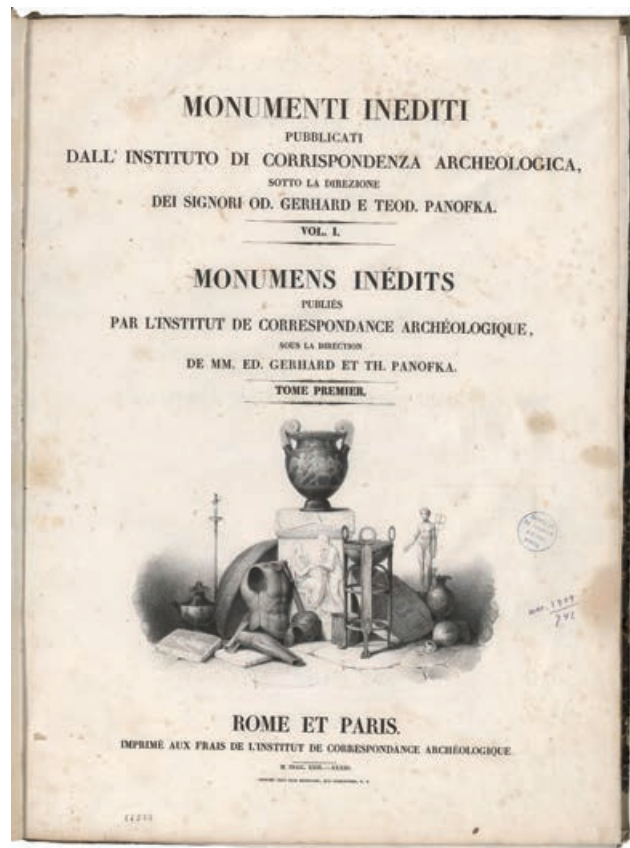 MONUMENTI INEDITI
PUBBLICATI
DALL' INSTITUTO DI CORRISPONDENZA ARCHEOLOGICA,
SOTTO LA DIREZIONE
DEI SIGNORI OD. GERHARD E TEOD. PANOFKA.
VOL. I.
MONUMENS INÉDITS
PUBLIÉS
PAR L'INSTITUT DE CORRESPONDANCE ARCHÉOLOGIQUE,
SOUS LA DIRECTION
DE MM. ED. GERHARD ET TH. PANOFKA.
TOME PREMIER.
ROME ET PARIS.
IMPRIMÉ AUX FRAIS DE L'INSTITUT DE CORRESPONDANCE ARCHÉOLOGIQUE.